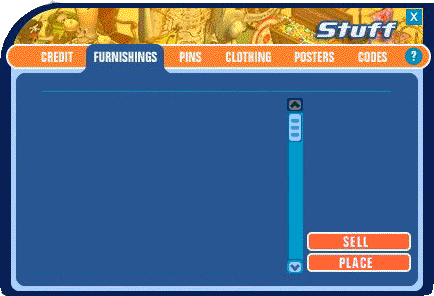 X
Stuff
CREDIT FURNISHINGS PINS CLOTHING POSTERS CODES ?
SELL
PLACE